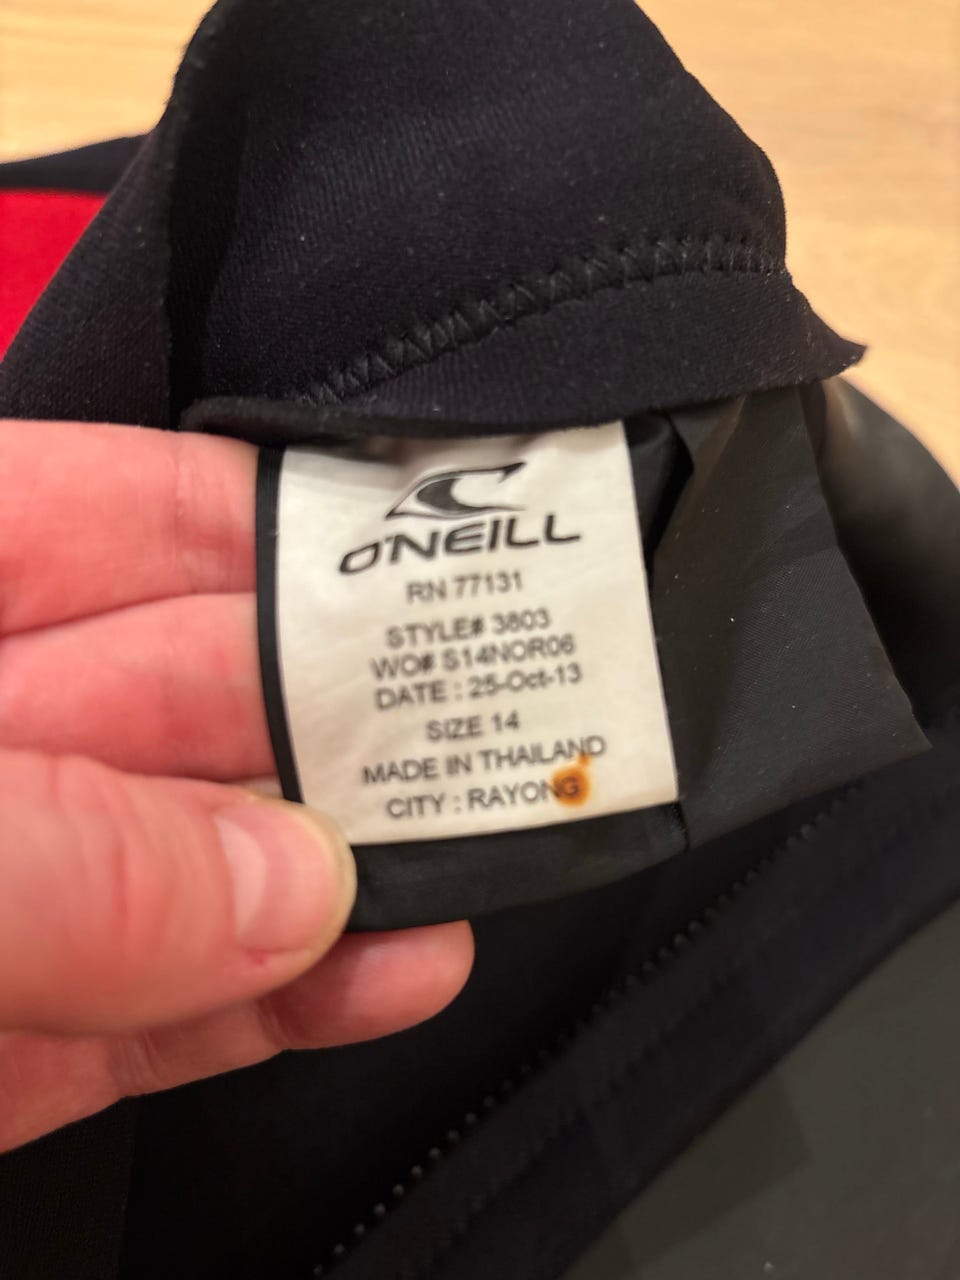 O'NEILL
RN 77131
STYLE# 3803
WO# S14NOR06
DATE : 25-Oct-13
SIZE 14
MADE IN THAILAND
CITY : RAYONG